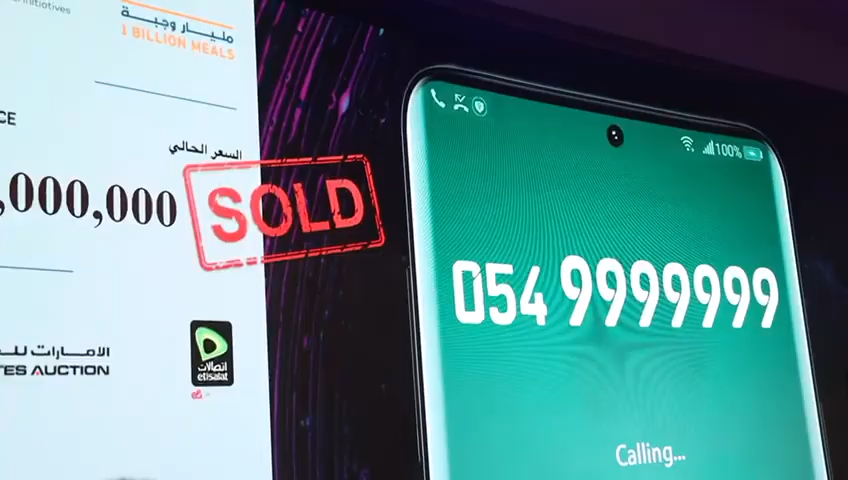 Initiatives
مليار وجبة
1 BILLION MEALS
CE
السعر الحالي
,000,000
SOLD
الامارات للـ
TES AUCTION
اتصالات
etisalat
100%
054 9999999
Calling...